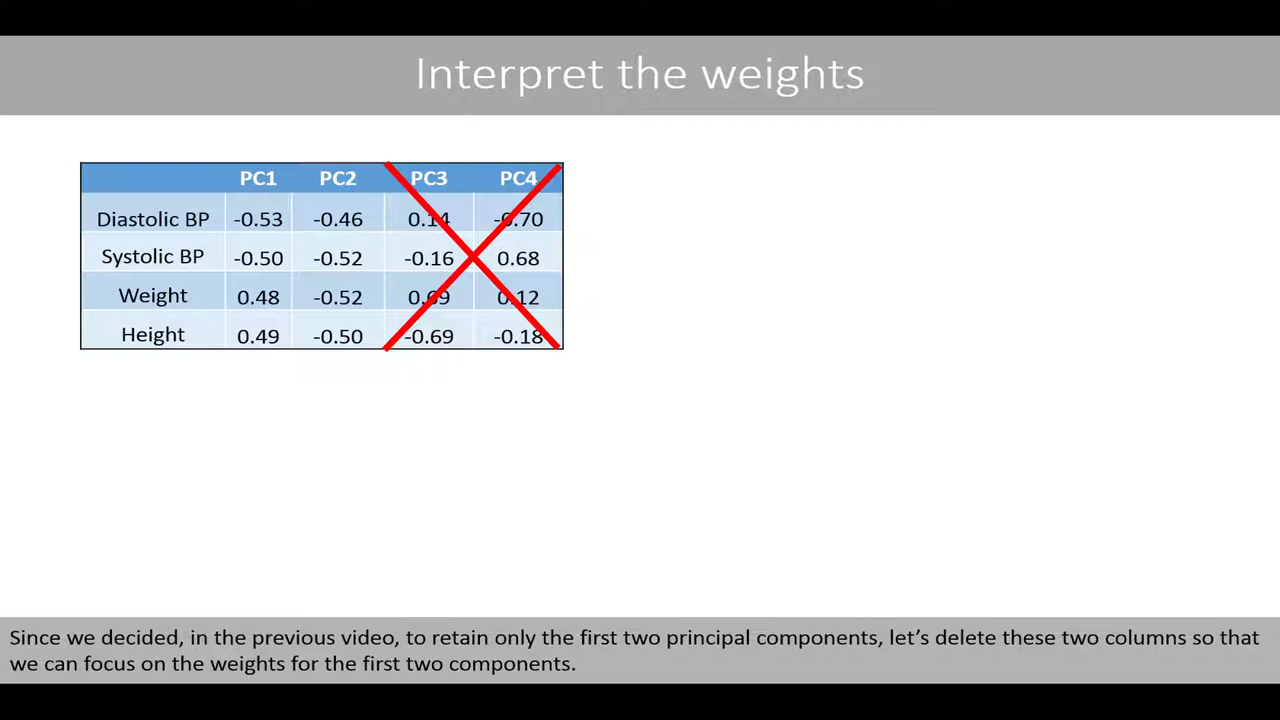 Interpret the weights
PC1 PC2 PC3 PC4
Diastolic BP -0.53 -0.46 0.14 -0.70
Systolic BP -0.50 -0.52 -0.16 0.68
Weight 0.48 -0.52 0.69 0.12
Height 0.49 -0.50 -0.69 -0.18
Since we decided, in the previous video, to retain only the first two principal components, let’s delete these two columns so that
we can focus on the weights for the first two components.